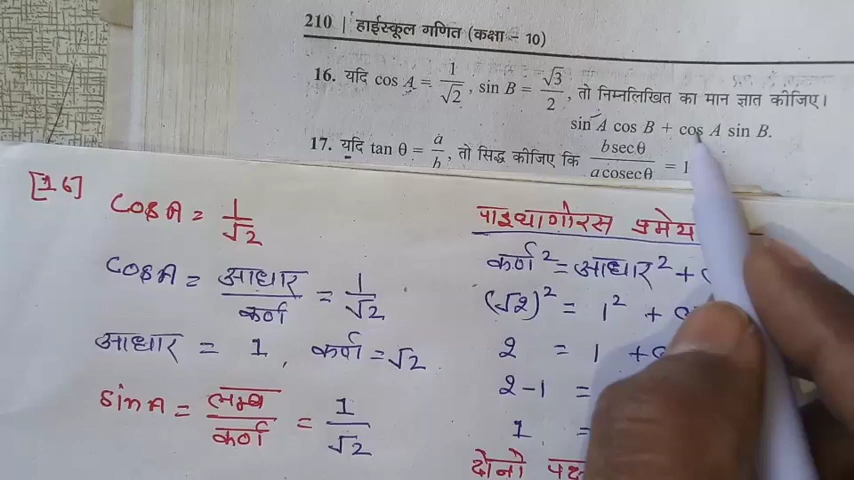 210 | हाईस्कूल गणित (कक्षा - 10)
16. यदि cos A = 1/√2, sin B = √3/2, तो निम्नलिखित का मान ज्ञात कीजिए।
sin A cos B + cos A sin B.
17. यदि tan θ = a/b, तो सिद्ध कीजिए कि b sec θ / a cosec θ = 1
[16]
cos A = 1/√2
cos A = आधार/कर्ण = 1/√2
आधार = 1, कर्ण = √2
sin A = लम्ब/कर्ण = 1/√2
पाइथागोरस प्रमेय
कर्ण² = आधार² +
(√2)² = 1² +
2 = 1 +
2-1 =
1 =
दोनो